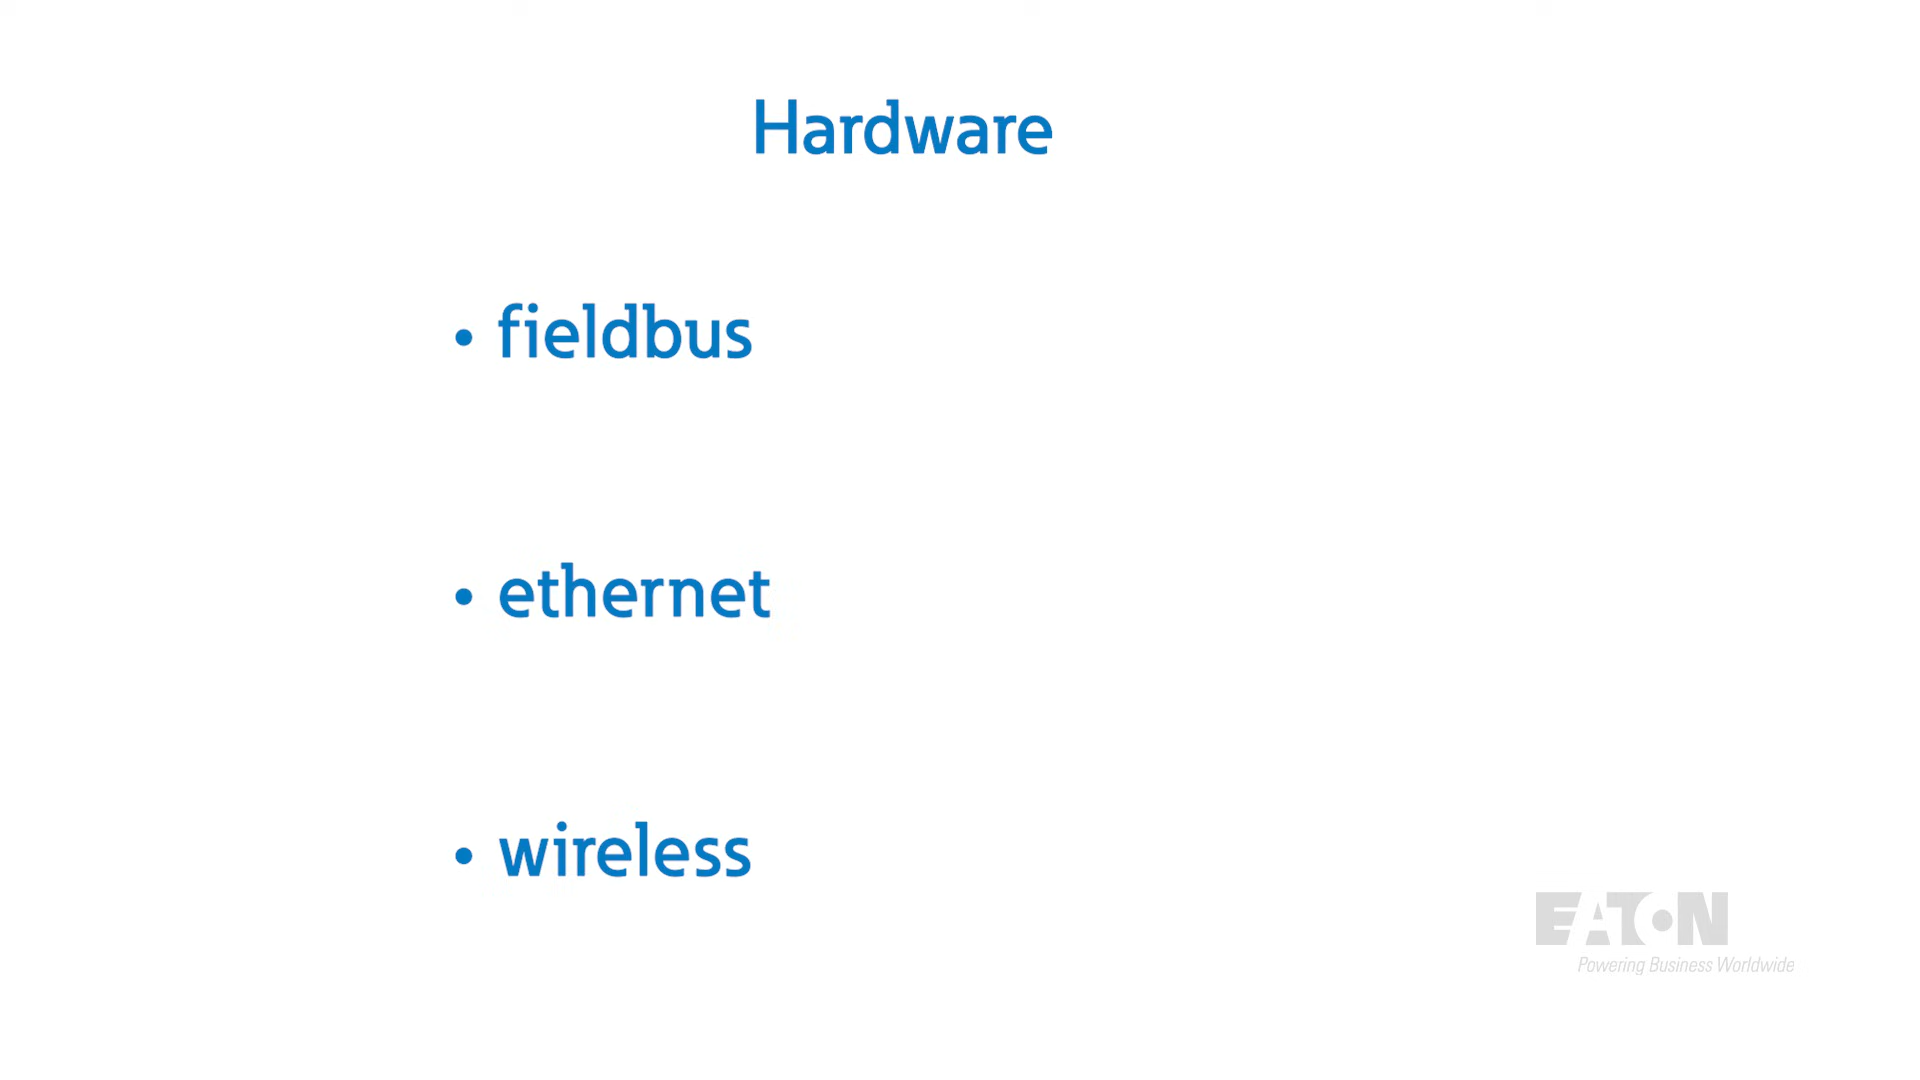 Hardware
• fieldbus
• ethernet
• wireless
EATON
Powering Business Worldwide